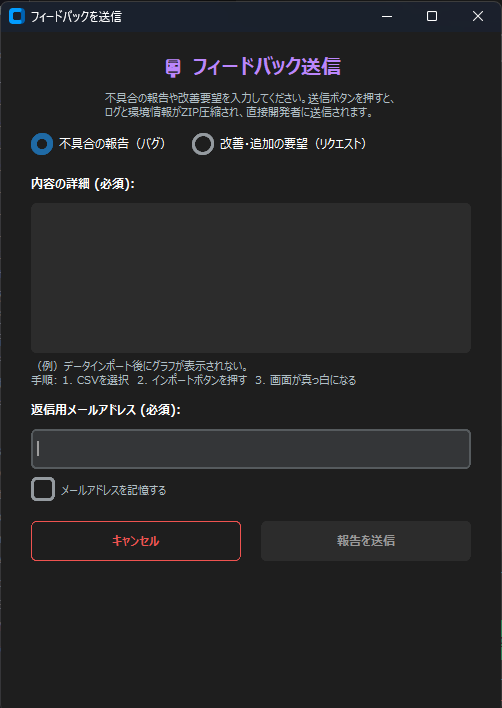 フィードバックを送信
フィードバック送信
不具合の報告や改善要望を入力してください。送信ボタンを押すと、
ログと環境情報がZIP圧縮され、直接開発者に送信されます。
不具合の報告（バグ） 改善・追加の要望（リクエスト）
内容の詳細 (必須):
（例）データインポート後にグラフが表示されない。
手順: 1. CSVを選択 2. インポートボタンを押す 3. 画面が真っ白になる
返信用メールアドレス (必須):
メールアドレスを記憶する
キャンセル 報告を送信